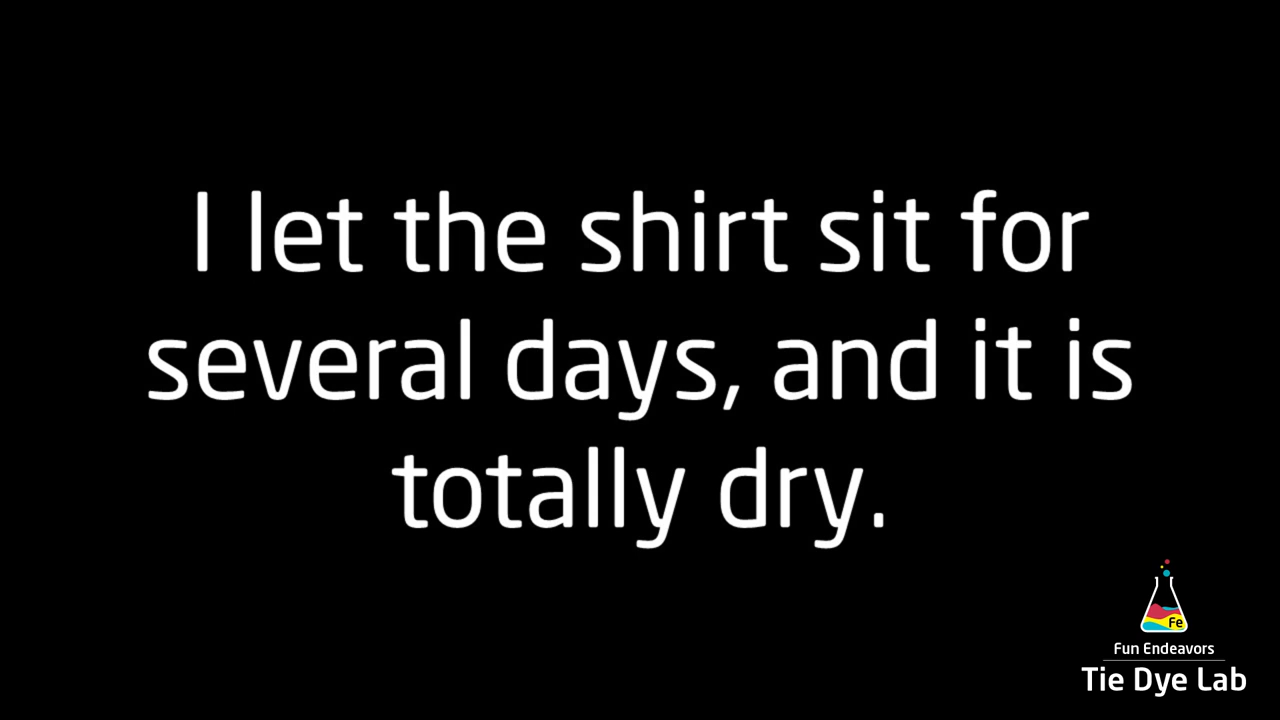 I let the shirt sit for
several days, and it is
totally dry.
Fe
Fun Endeavors
Tie Dye Lab